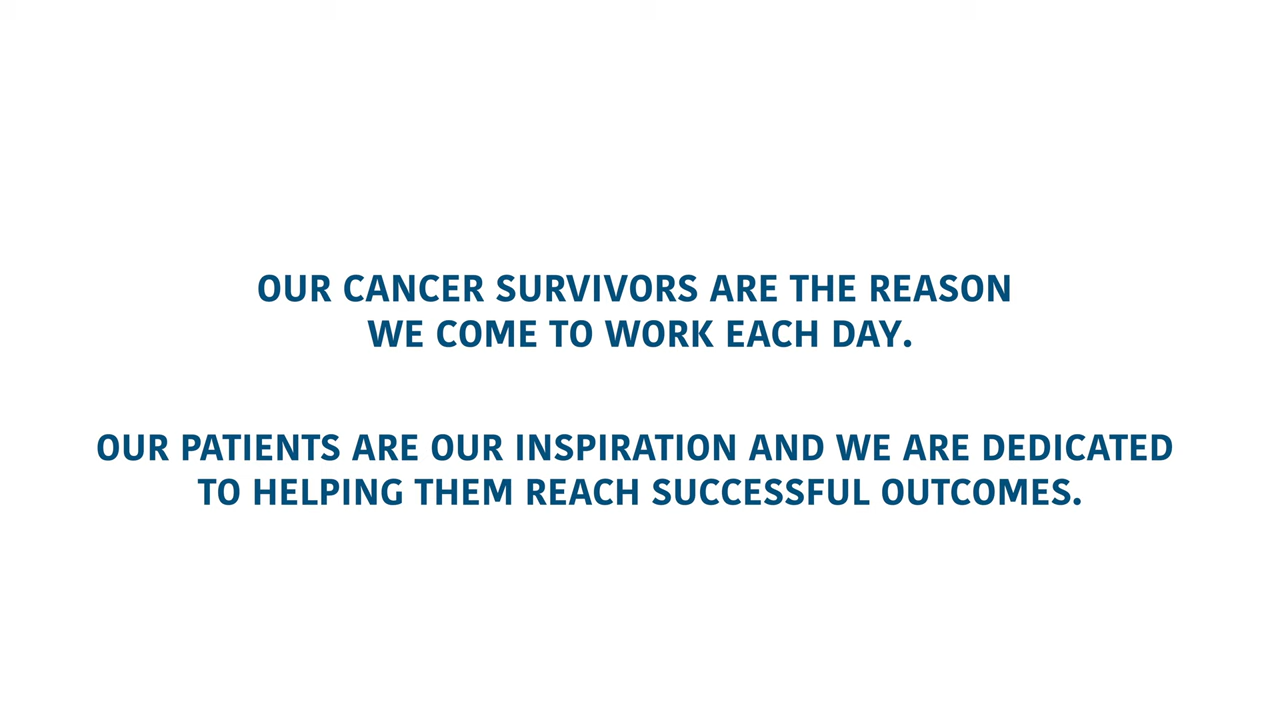 OUR CANCER SURVIVORS ARE THE REASON
WE COME TO WORK EACH DAY.
OUR PATIENTS ARE OUR INSPIRATION AND WE ARE DEDICATED
TO HELPING THEM REACH SUCCESSFUL OUTCOMES.